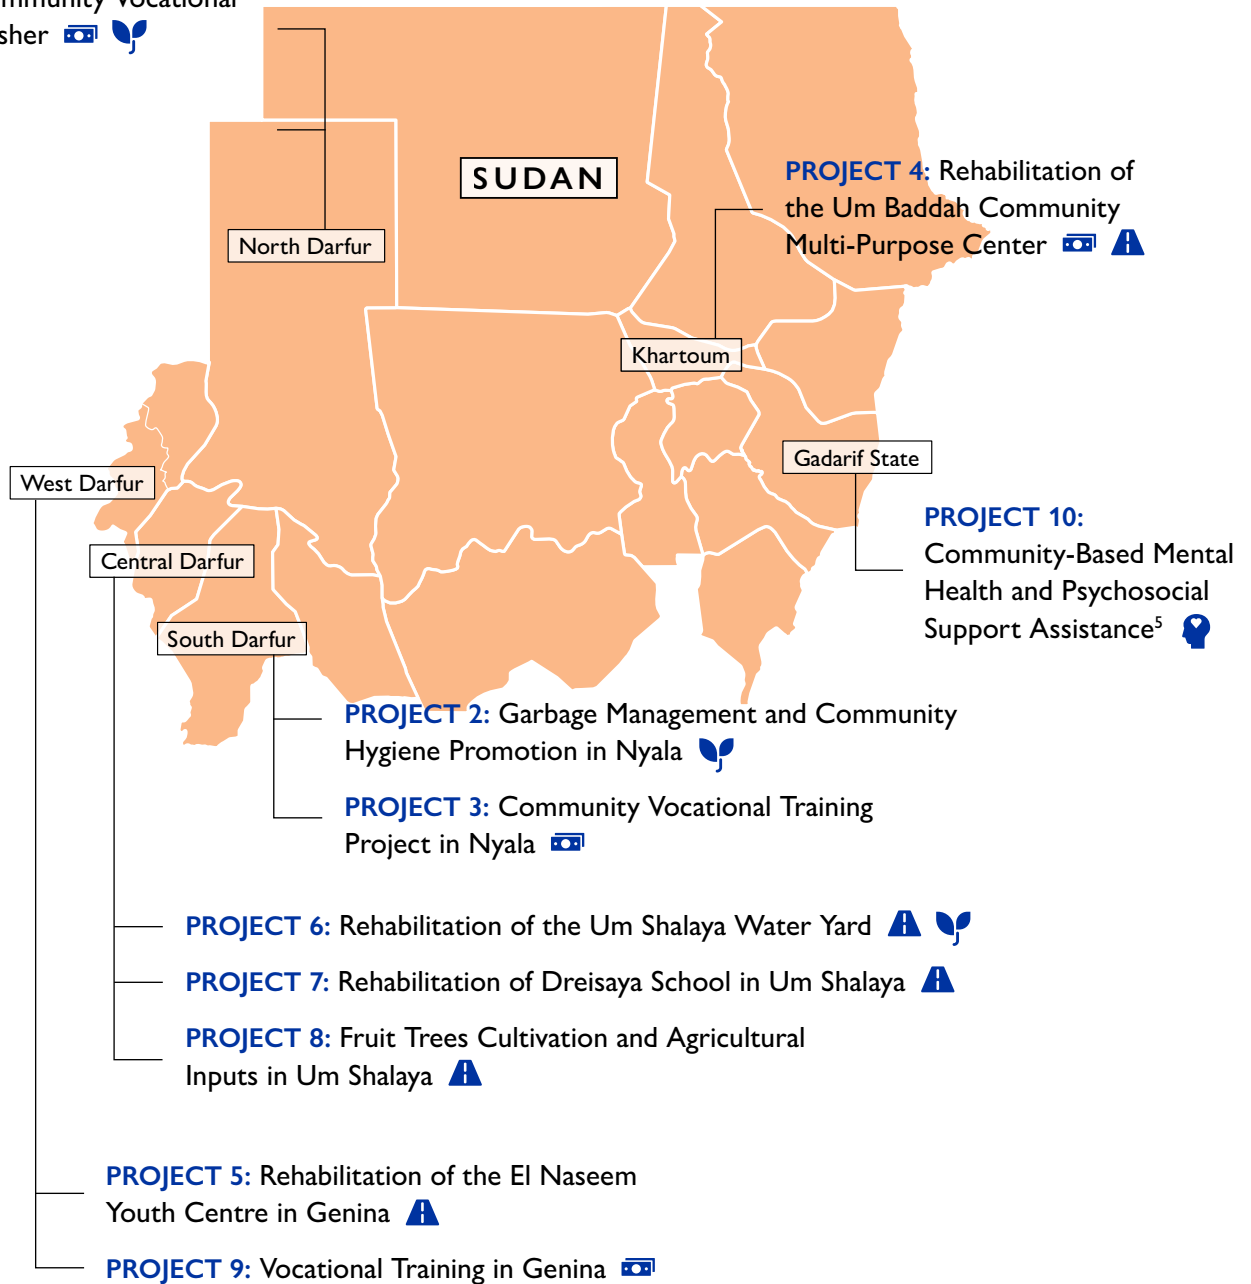 sher
SUDAN
PROJECT 4: Rehabilitation of
the Um Baddah Community
Multi-Purpose Center
North Darfur
Khartoum
Gadarif State
West Darfur
PROJECT 10:
Community-Based Mental
Health and Psychosocial
Support Assistance5
Central Darfur
South Darfur
PROJECT 2: Garbage Management and Community
Hygiene Promotion in Nyala
PROJECT 3: Community Vocational Training
Project in Nyala
PROJECT 6: Rehabilitation of the Um Shalaya Water Yard
PROJECT 7: Rehabilitation of Dreisaya School in Um Shalaya
PROJECT 8: Fruit Trees Cultivation and Agricultural
Inputs in Um Shalaya
PROJECT 5: Rehabilitation of the El Naseem
Youth Centre in Genina
PROJECT 9: Vocational Training in Genina